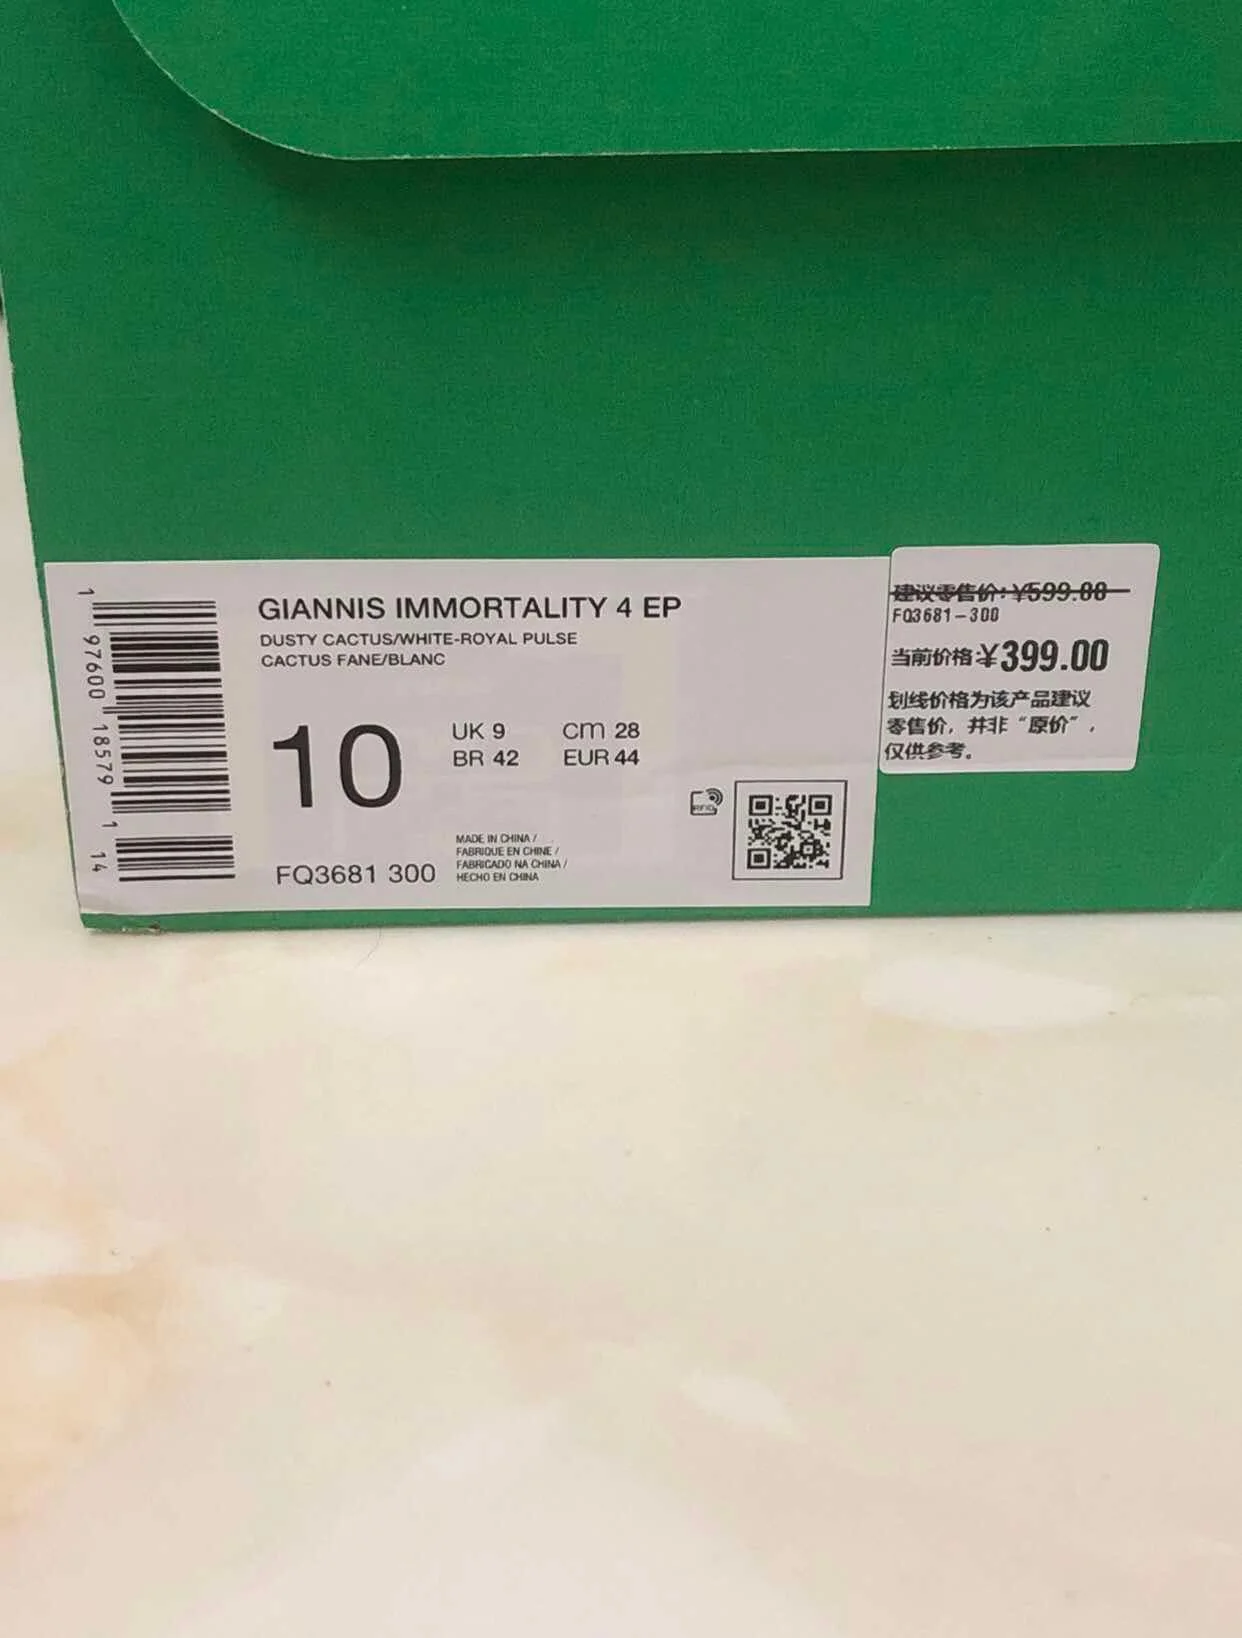 GIANNIS IMMORTALITY 4 EP
DUSTY CACTUS/WHITE-ROYAL PULSE
CACTUS FANE/BLANC
10
UK 9 cm 28
BR 42 EUR 44
RFID
FQ3681 300
MADE IN CHINA /
FABRIQUE EN CHINE /
FABRICADO NA CHINA /
HECHO EN CHINA
1 97600 18579 1 14
建议零售价:¥599.00
FQ3681-300
当前价格:¥399.00
划线价格为该产品建议
零售价，并非“原价”，
仅供参考。